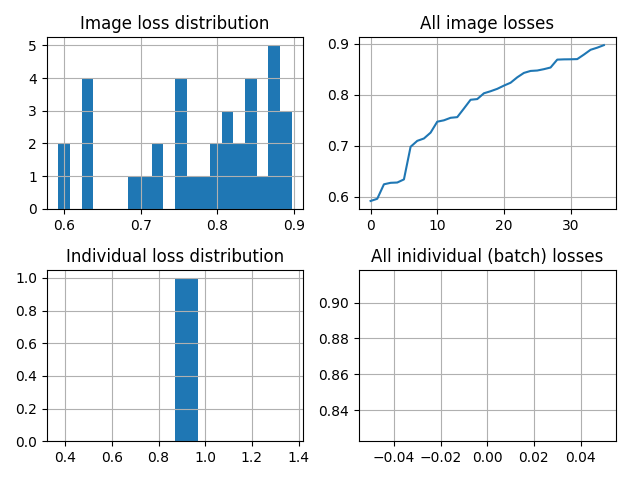 Image loss distribution
5
4
3
2
1
0
0.6 0.7 0.8 0.9
All image losses
0.9
0.8
0.7
0.6
0 10 20 30
Individual loss distribution
1.0
0.8
0.6
0.4
0.2
0.0
0.4 0.6 0.8 1.0 1.2 1.4
All inidividual (batch) losses
0.90
0.88
0.86
0.84
−0.04 −0.02 0.00 0.02 0.04